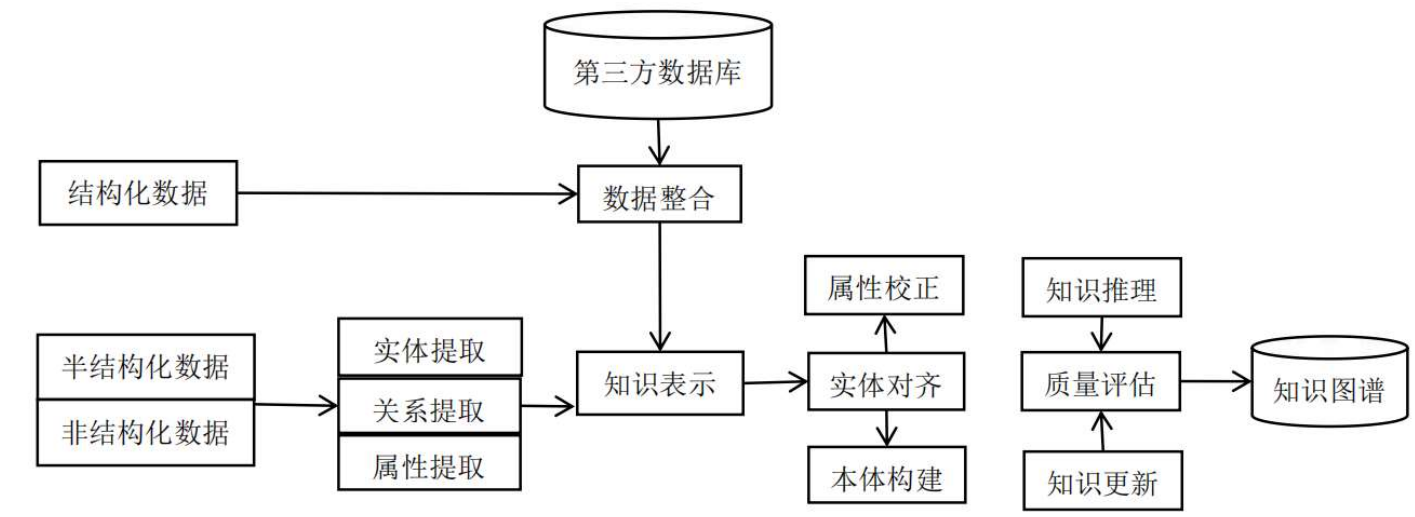 第三方数据库
结构化数据
数据整合
属性校正
知识推理
半结构化数据
非结构化数据
实体提取
关系提取
属性提取
知识表示
实体对齐
质量评估
知识图谱
本体构建
知识更新